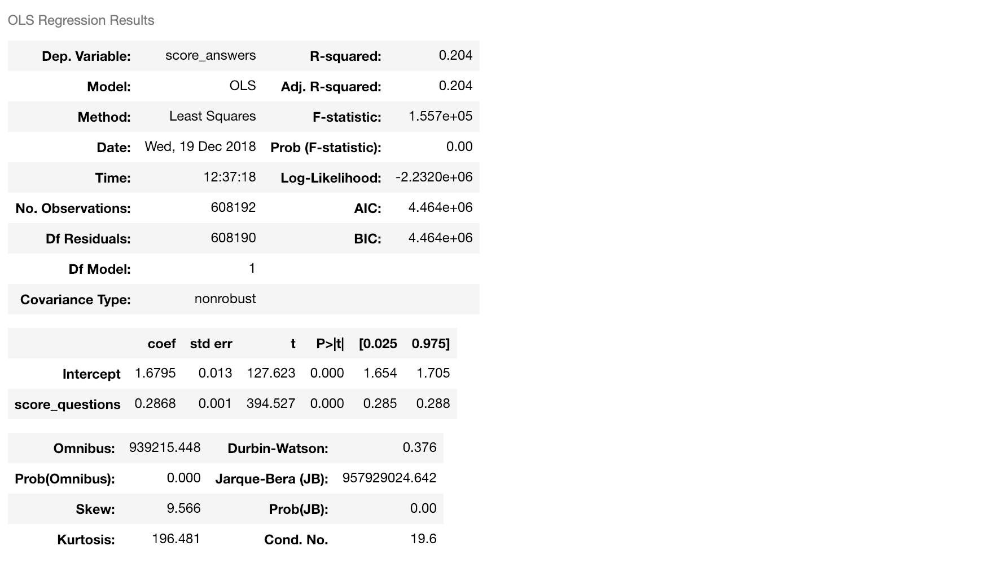 OLS Regression Results
Dep. Variable: score_answers R-squared: 0.204
Model: OLS Adj. R-squared: 0.204
Method: Least Squares F-statistic: 1.557e+05
Date: Wed, 19 Dec 2018 Prob (F-statistic): 0.00
Time: 12:37:18 Log-Likelihood: -2.2320e+06
No. Observations: 608192 AIC: 4.464e+06
Df Residuals: 608190 BIC: 4.464e+06
Df Model: 1
Covariance Type: nonrobust
coef std err t P>|t| [0.025 0.975]
Intercept 1.6795 0.013 127.623 0.000 1.654 1.705
score_questions 0.2868 0.001 394.527 0.000 0.285 0.288
Omnibus: 939215.448 Durbin-Watson: 0.376
Prob(Omnibus): 0.000 Jarque-Bera (JB): 957929024.642
Skew: 9.566 Prob(JB): 0.00
Kurtosis: 196.481 Cond. No. 19.6